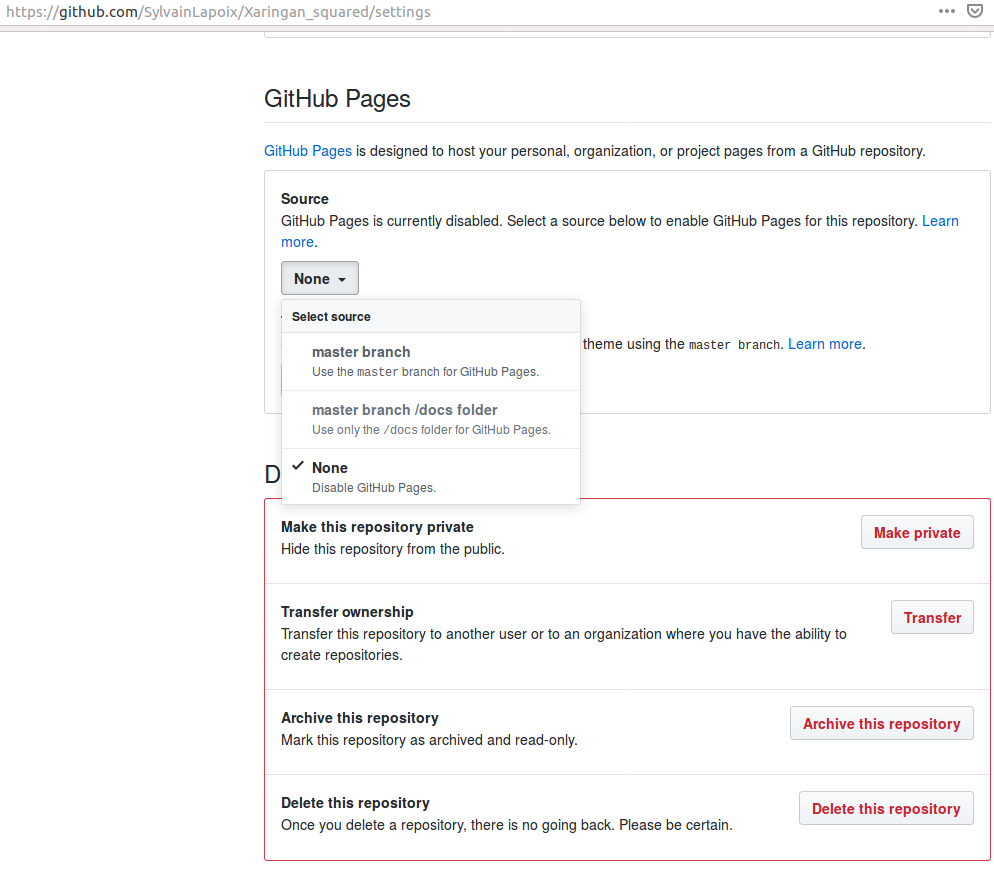 https://github.com/SylvainLapoix/Xaringan_squared/settings
GitHub Pages
GitHub Pages is designed to host your personal, organization, or project pages from a GitHub repository.
Source
GitHub Pages is currently disabled. Select a source below to enable GitHub Pages for this repository. Learn
more.
None
Select source
theme using the master branch. Learn more.
master branch
Use the master branch for GitHub Pages.
master branch /docs folder
Use only the /docs folder for GitHub Pages.
None
Disable GitHub Pages.
D
Make this repository private
Hide this repository from the public.
Make private
Transfer ownership
Transfer this repository to another user or to an organization where you have the ability to
create repositories.
Transfer
Archive this repository
Mark this repository as archived and read-only.
Archive this repository
Delete this repository
Once you delete a repository, there is no going back. Please be certain.
Delete this repository